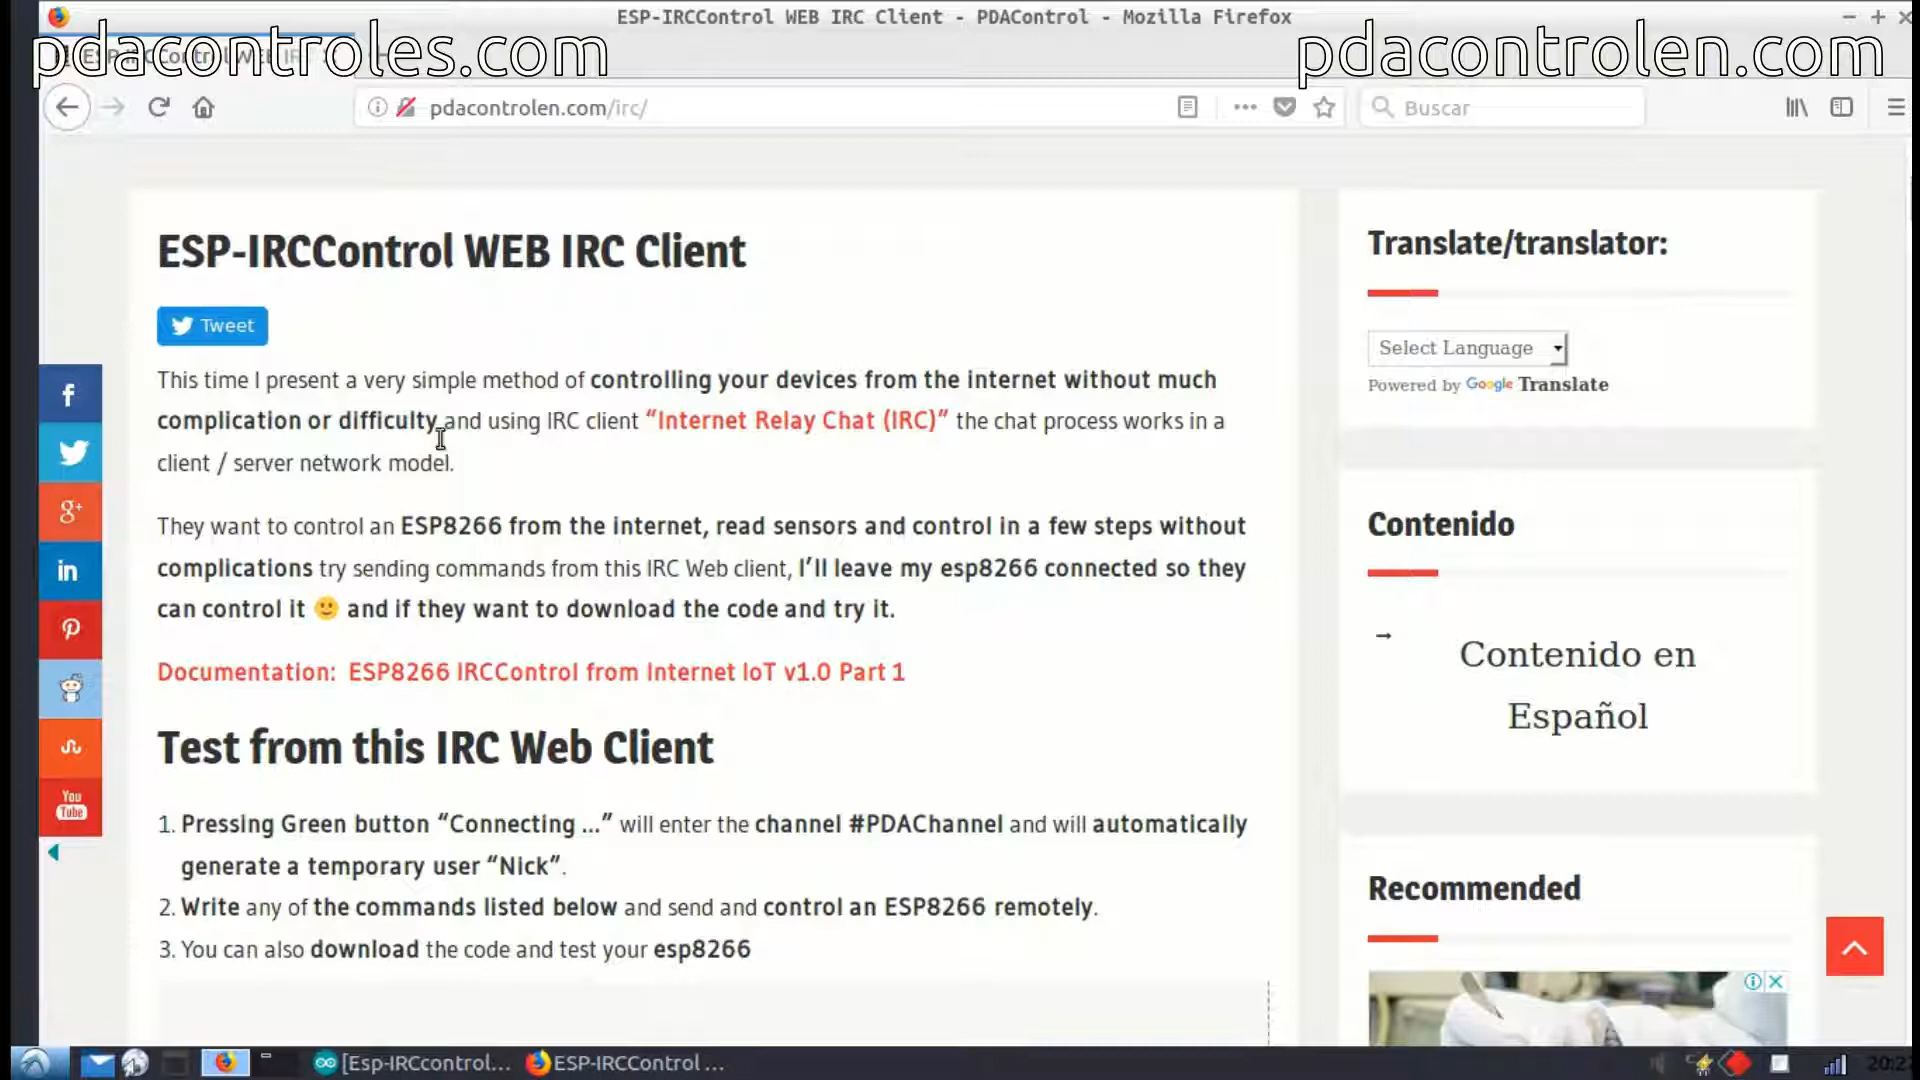 ESP-IRCControl WEB IRC Client - PDAControl - Mozilla Firefox
pdacontroles.com
pdacontrolen.com
pdacontrolen.com/irc/
Buscar
ESP-IRCControl WEB IRC Client
Tweet
This time I present a very simple method of controlling your devices from the internet without much
complication or difficulty and using IRC client “Internet Relay Chat (IRC)” the chat process works in a
client / server network model.
They want to control an ESP8266 from the internet, read sensors and control in a few steps without
complications try sending commands from this IRC Web client, I’ll leave my esp8266 connected so they
can control it 🙂 and if they want to download the code and try it.
Documentation: ESP8266 IRCControl from Internet IoT v1.0 Part 1
Test from this IRC Web Client
1. Pressing Green button “Connecting ...” will enter the channel #PDAChannel and will automatically
generate a temporary user “Nick”.
2. Write any of the commands listed below and send and control an ESP8266 remotely.
3. You can also download the code and test your esp8266
f
g+
in
You
Tube
Translate/translator:
Select Language
Powered by Google Translate
Contenido
→
Contenido en
Español
Recommended
[Esp-IRCcontrol...
ESP-IRCControl ...